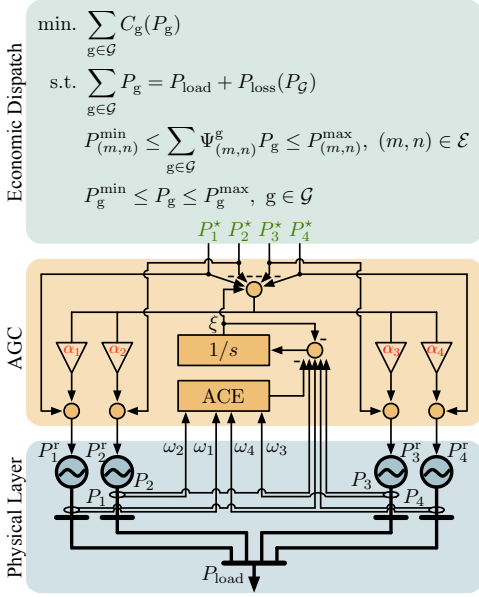 Economic Dispatch
min. ∑_{g∈𝒢} C_g(P_g)
s.t. ∑_{g∈𝒢} P_g = P_load + P_loss(P_𝒢)
P^min_(m,n) ≤ ∑_{g∈𝒢} Ψ^g_(m,n) P_g ≤ P^max_(m,n), (m, n) ∈ ℰ
P^min_g ≤ P_g ≤ P^max_g, g ∈ 𝒢
P^⋆_1 P^⋆_2 P^⋆_3 P^⋆_4
AGC
- - - -
ξ
-
α_1 α_2 1/s α_3 α_4
-
ACE
Physical Layer
P^r_1 P^r_2 ω_2 ω_1 ω_4 ω_3 P^r_3 P^r_4
P_1 P_2 P_3 P_4
P_load